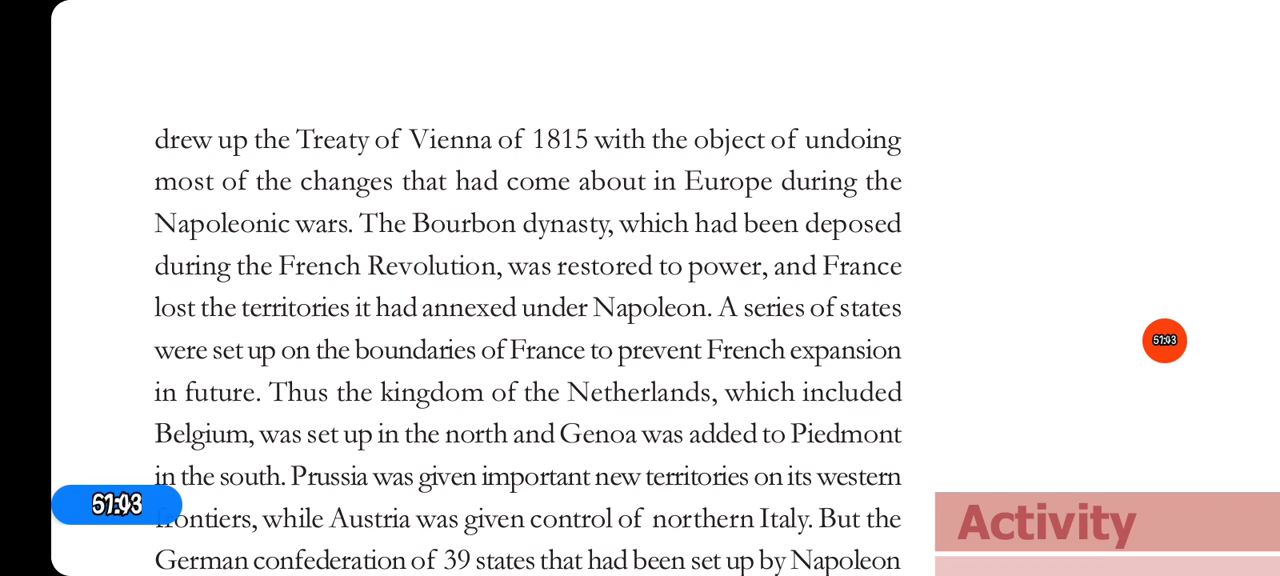 drew up the Treaty of Vienna of 1815 with the object of undoing
most of the changes that had come about in Europe during the
Napoleonic wars. The Bourbon dynasty, which had been deposed
during the French Revolution, was restored to power, and France
lost the territories it had annexed under Napoleon. A series of states
were set up on the boundaries of France to prevent French expansion
in future. Thus the kingdom of the Netherlands, which included
Belgium, was set up in the north and Genoa was added to Piedmont
in the south. Prussia was given important new territories on its western
frontiers, while Austria was given control of northern Italy. But the
German confederation of 39 states that had been set up by Napoleon
Activity